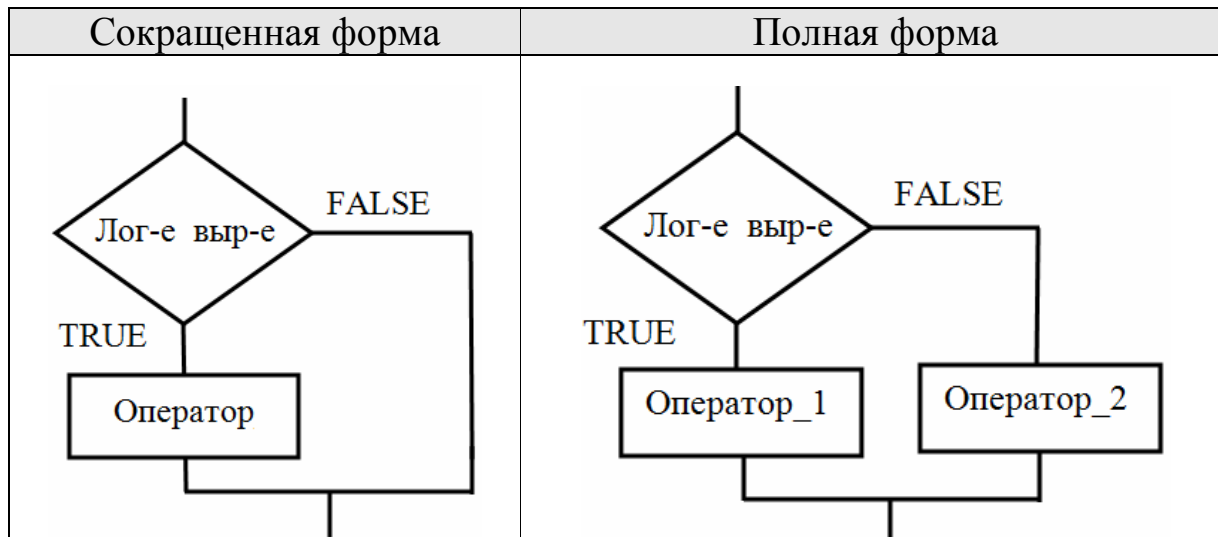 Сокращенная форма
Полная форма
FALSE
Лог-е выр-е
TRUE
Оператор
FALSE
Лог-е выр-е
TRUE
Оператор_1
Оператор_2